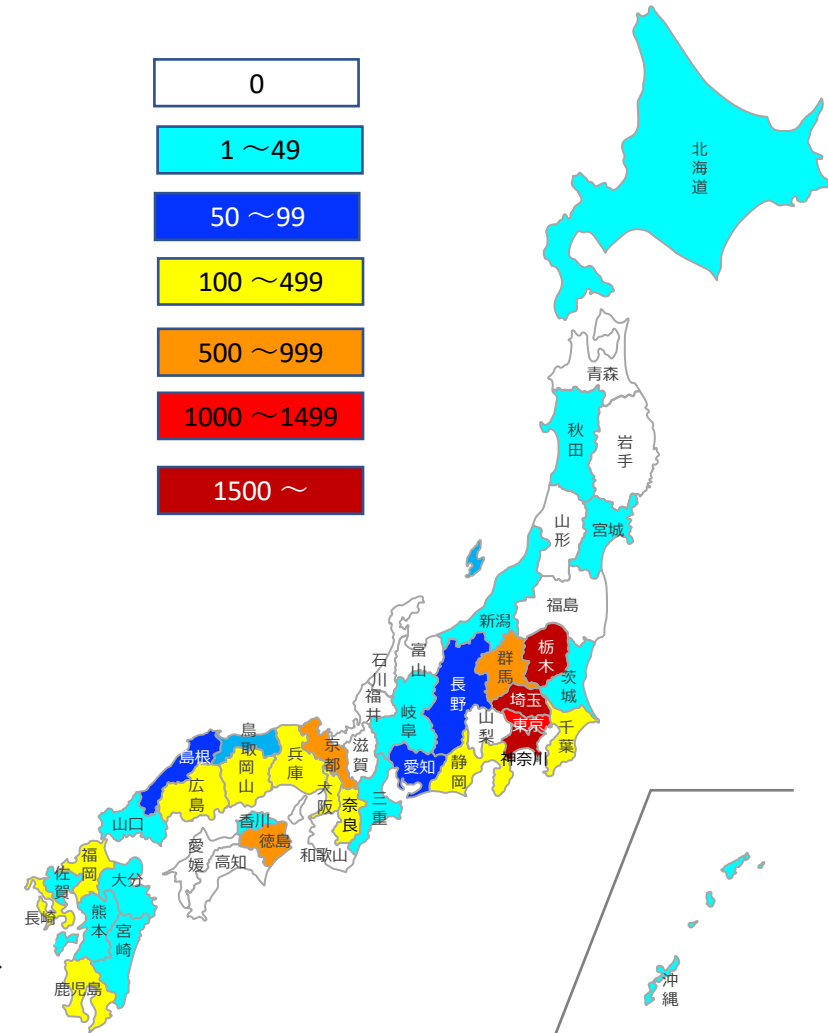 0
1 ～49
50 ～99
100 ～499
500 ～999
1000 ～1499
1500 ～
北海道
青森
秋田
岩手
山形
宮城
福島
新潟
富山
石川
福井
栃木
群馬
茨城
埼玉
東京
千葉
神奈川
山梨
長野
岐阜
静岡
愛知
三重
滋賀
京都
大阪
奈良
和歌山
兵庫
鳥取
岡山
島根
広島
山口
香川
徳島
愛媛
高知
福岡
佐賀
長崎
大分
熊本
宮崎
鹿児島
沖縄